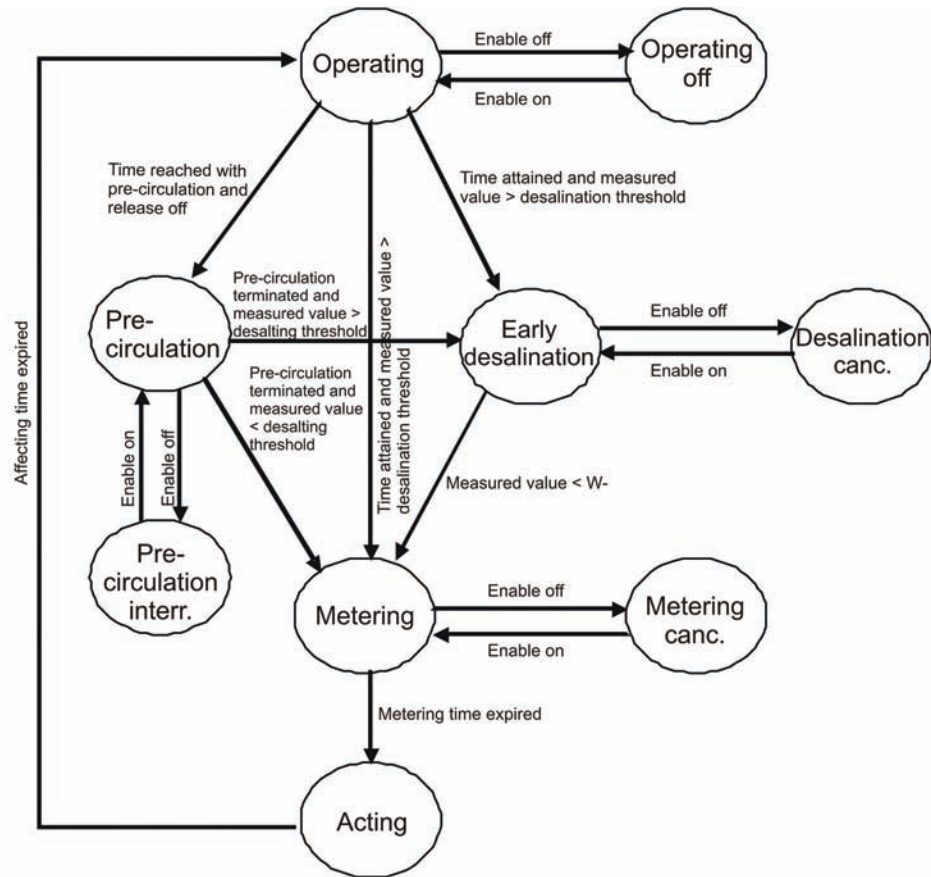 Operating
Enable off
Enable on
Operating
off
Time reached with
pre-circulation and
release off
Time attained and measured
value > desalination threshold
Affecting time expired
Pre-
circulation
Pre-circulation
terminated and
measured value >
desalting threshold
Time attained and measured value >
desalination threshold
Early
desalination
Enable off
Enable on
Desalination
canc.
Pre-circulation
terminated and
measured value
< desalting
threshold
Enable on
Enable off
Measured value < W-
Pre-
circulation
interr.
Metering
Enable off
Enable on
Metering
canc.
Metering time expired
Acting